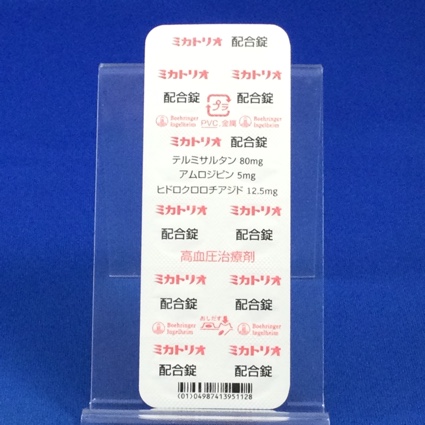 ミカトリオ 配合錠
ミカトリオ ミカトリオ
配合錠 プラ 配合錠
Boehringer Ingelheim PVC,金属 Boehringer Ingelheim
ミカトリオ 配合錠
テルミサルタン 80mg
アムロジピン 5mg
ヒドロクロロチアジド 12.5mg
ミカトリオ ミカトリオ
配合錠 配合錠
高血圧治療剤
ミカトリオ ミカトリオ
配合錠 配合錠
Boehringer Ingelheim おしだす Boehringer Ingelheim
ミカトリオ ミカトリオ
配合錠 配合錠
(01)04987413951128